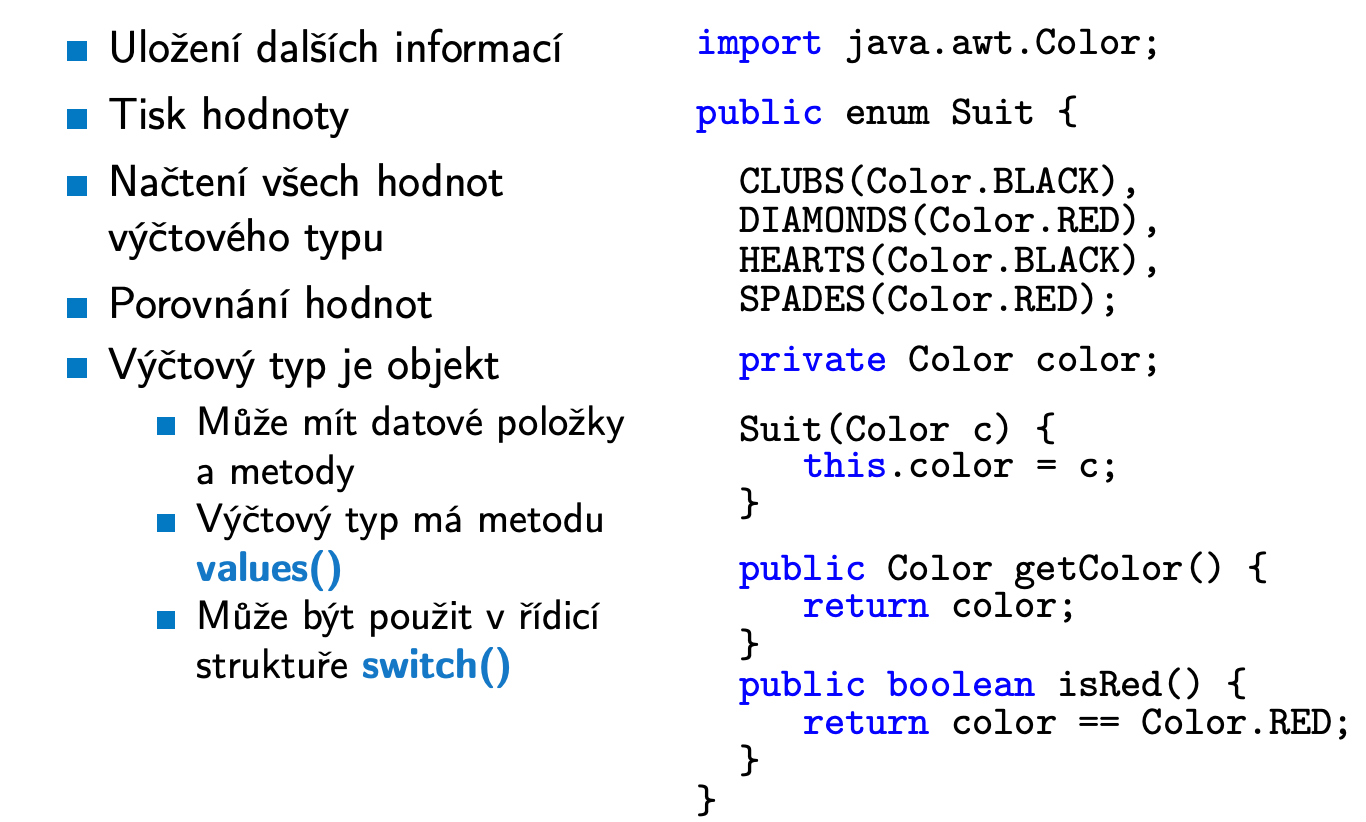 Uložení dalších informací
Tisk hodnoty
Načtení všech hodnot
výčtového typu
Porovnání hodnot
Výčtový typ je objekt
Může mít datové položky
a metody
Výčtový typ má metodu
values()
Může být použit v řídicí
struktuře switch()
import java.awt.Color;
public enum Suit {
CLUBS(Color.BLACK),
DIAMONDS(Color.RED),
HEARTS(Color.BLACK),
SPADES(Color.RED);
private Color color;
Suit(Color c) {
this.color = c;
}
public Color getColor() {
return color;
}
public boolean isRed() {
return color == Color.RED;
}
}